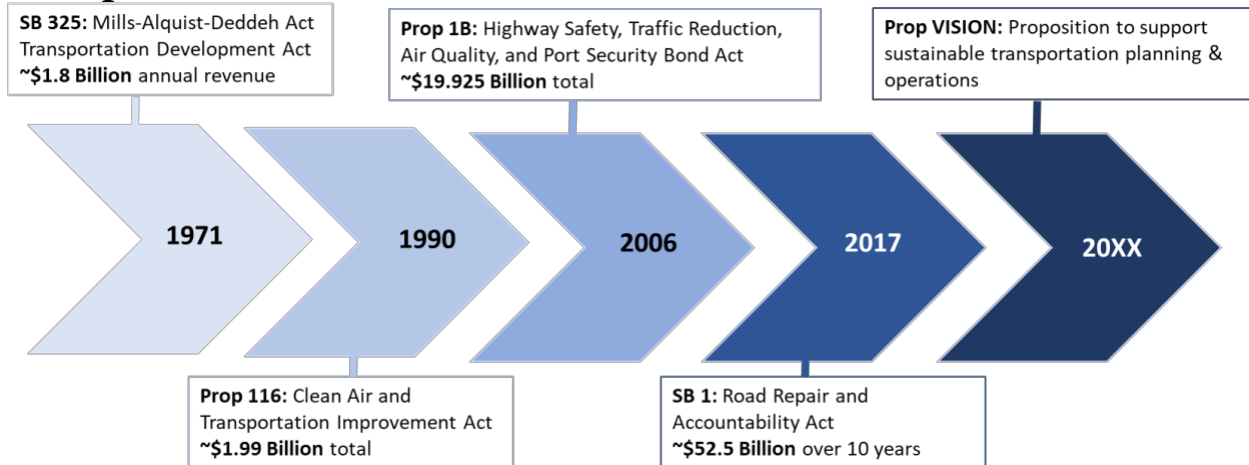 SB 325: Mills-Alquist-Deddeh Act
Transportation Development Act
~$1.8 Billion annual revenue
Prop 1B: Highway Safety, Traffic Reduction,
Air Quality, and Port Security Bond Act
~$19.925 Billion total
Prop VISION: Proposition to support
sustainable transportation planning &
operations
1971
1990
2006
2017
20XX
Prop 116: Clean Air and
Transportation Improvement Act
~$1.99 Billion total
SB 1: Road Repair and
Accountability Act
~$52.5 Billion over 10 years